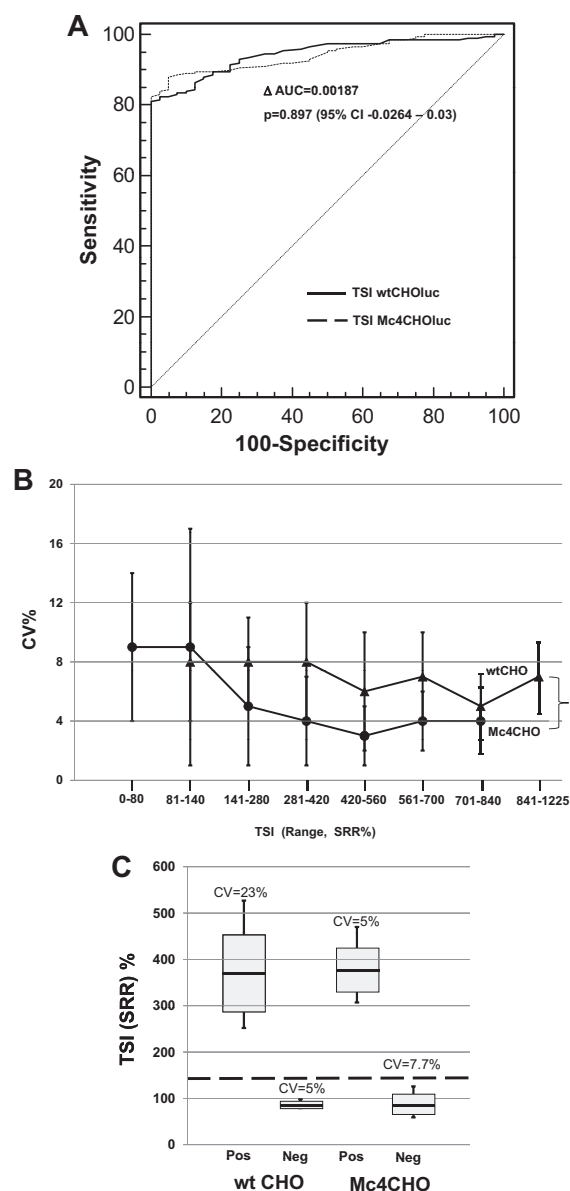 A
100
80
60
40
20
0
Sensitivity
Δ AUC=0.00187
p=0.897 (95% CI -0.0264 – 0.03)
TSI wtCHOluc
TSI Mc4CHOluc
0 20 40 60 80 100
100-Specificity
B
20
16
12
8
4
0
CV%
wtCHO
Mc4CHO
0-80 81-140 141-280 281-420 420-560 561-700 701-840 841-1225
TSI (Range, SRR%)
C
600
500
400
300
200
100
0
TSI (SRR) %
CV=23%
CV=5%
CV=5%
CV=7.7%
Pos Neg Pos Neg
wt CHO Mc4CHO